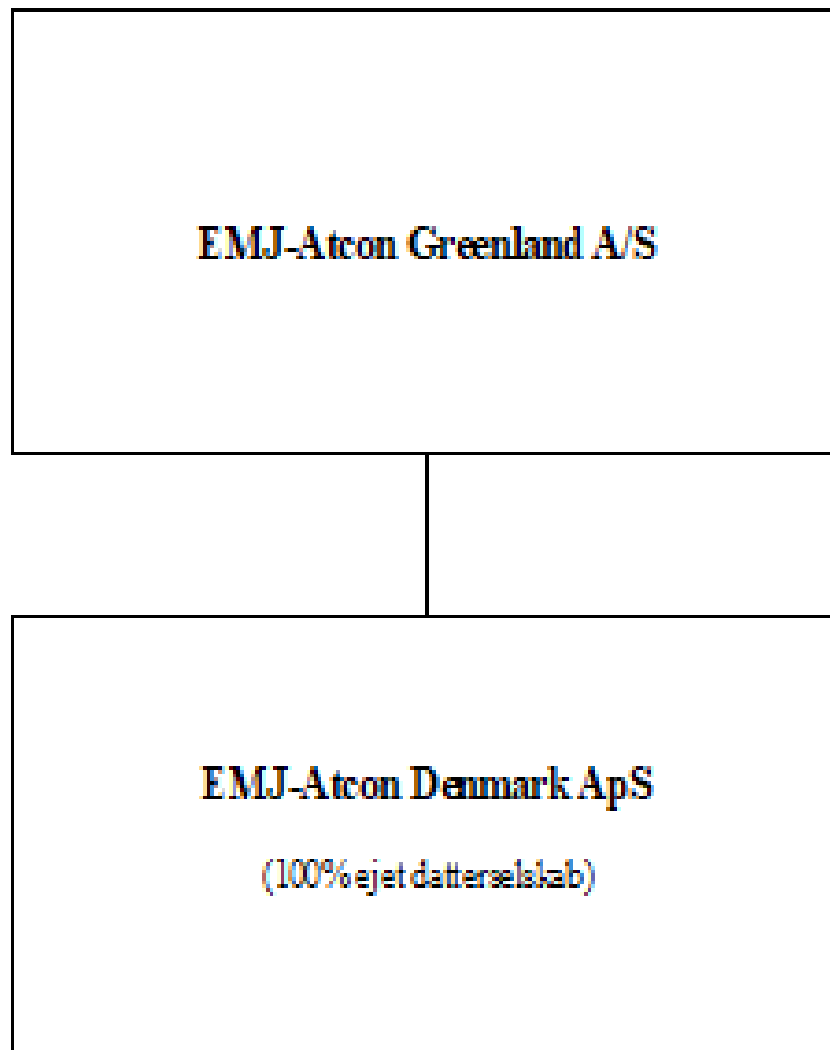 EMJ-Atcon Greenland A/S
EMJ-Atcon Denmark ApS
(100% ejet datterselskab)